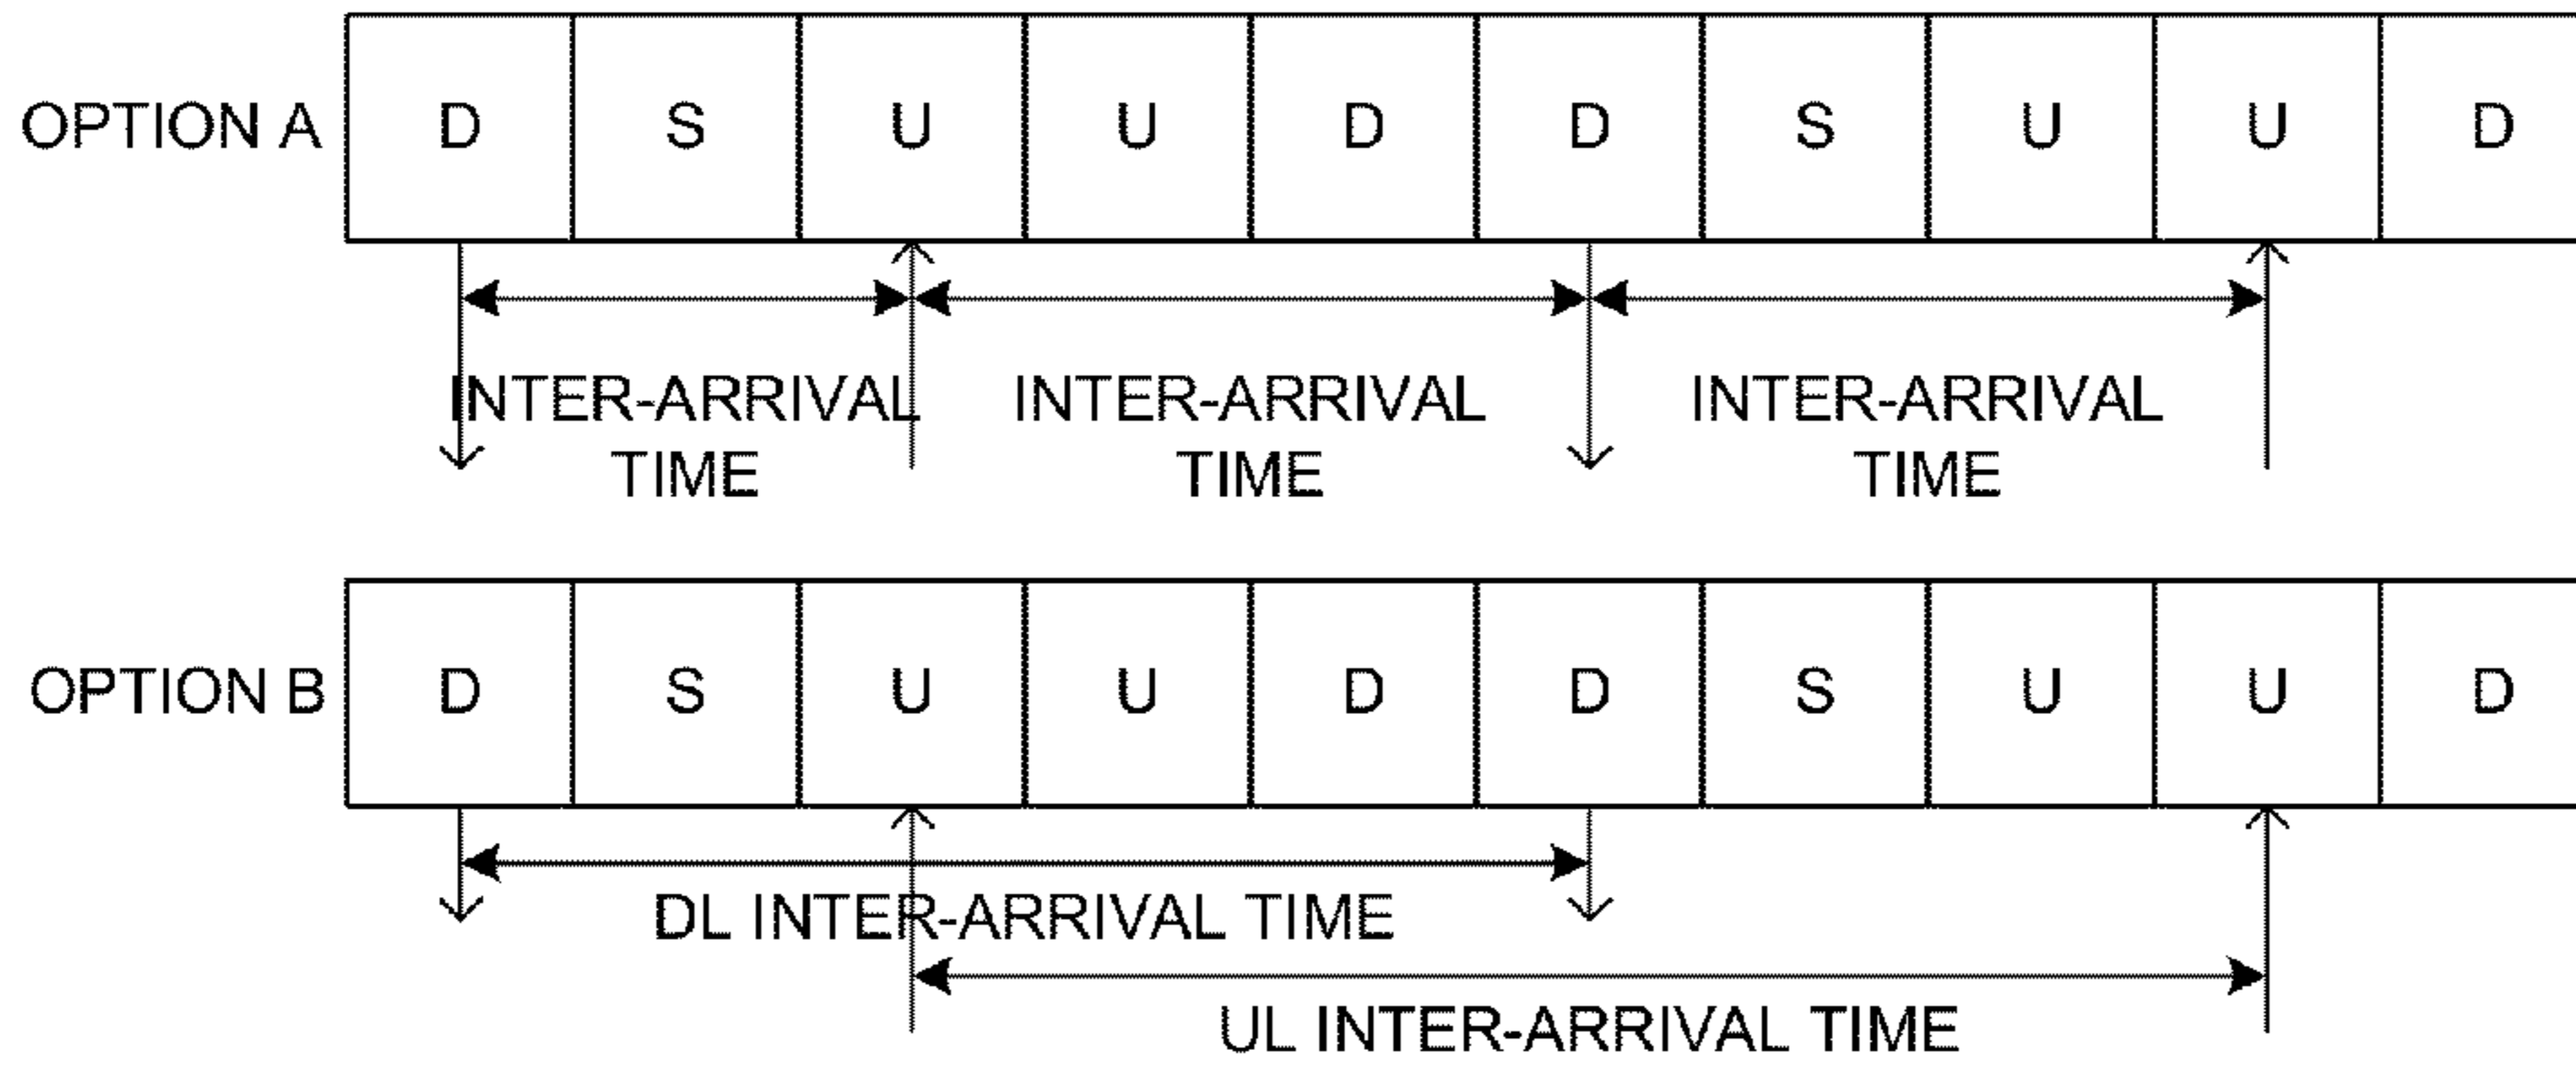 OPTION A D S U U D D S U U D
INTER-ARRIVAL INTER-ARRIVAL INTER-ARRIVAL
TIME TIME TIME
OPTION B D S U U D D S U U D
DL INTER-ARRIVAL TIME
UL INTER-ARRIVAL TIME